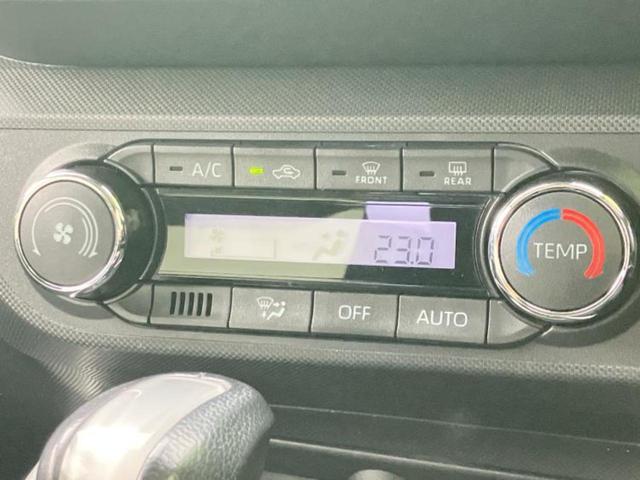 A/C
FRONT
REAR
23.0
TEMP
OFF
AUTO